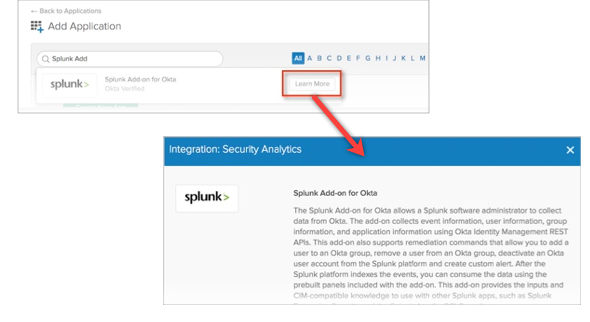 ← Back to Applications
Add Application
Splunk Add
All A B C D E F G H I J K L M
splunk>
Splunk Add-on for Okta
Okta Verified
Learn More
Integration: Security Analytics
splunk>
Splunk Add-on for Okta
The Splunk Add-on for Okta allows a Splunk software administrator to collect
data from Okta. The add-on collects event information, user information, group
information, and application information using Okta Identity Management REST
APIs. This add-on also supports remediation commands that allow you to add a
user to an Okta group, remove a user from an Okta group, deactivate an Okta
user account from the Splunk platform and create custom alert. After the
Splunk platform indexes the events, you can consume the data using the
prebuilt panels included with the add-on. This add-on provides the inputs and
CIM-compatible knowledge to use with other Splunk apps, such as Splunk